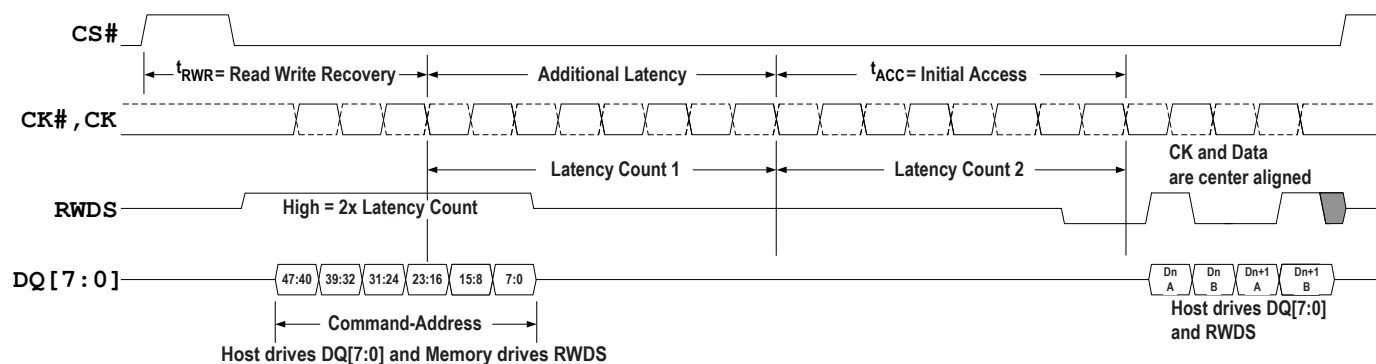 CS#
tRWR= Read Write Recovery
Additional Latency
tACC= Initial Access
CK#,CK
Latency Count 1
Latency Count 2
CK and Data
are center aligned
RWDS
High = 2x Latency Count
DQ[7:0]
47:40 39:32 31:24 23:16 15:8 7:0
Dn Dn Dn+1 Dn+1
A B A B
Command-Address
Host drives DQ[7:0]
and RWDS
Host drives DQ[7:0] and Memory drives RWDS